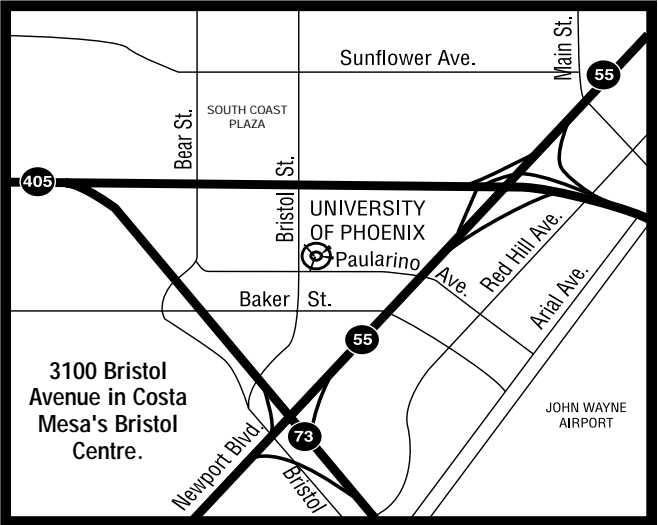 Sunflower Ave.
Main St.
55
SOUTH COAST
PLAZA
Bear St.
Bristol St.
405
UNIVERSITY
OF PHOENIX
Paularino Ave.
Red Hill Ave.
Arial Ave.
Baker St.
55
3100 Bristol
Avenue in Costa
Mesa's Bristol
Centre.
JOHN WAYNE
AIRPORT
73
Newport Blvd.
Bristol